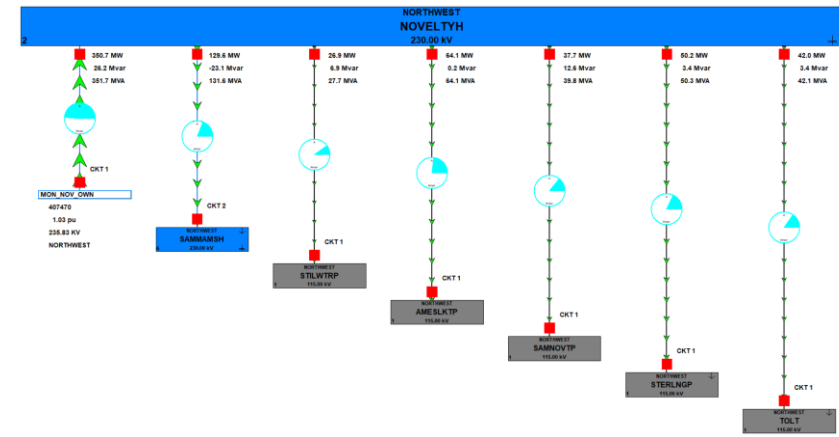 NORTHWEST
NOVELTYH
230.00 kV
2
350.7 MW
26.2 Mvar
351.7 MVA
129.6 MW
-23.1 Mvar
131.6 MVA
26.9 MW
6.9 Mvar
27.7 MVA
64.1 MW
0.2 Mvar
64.1 MVA
37.7 MW
12.6 Mvar
39.8 MVA
50.2 MW
3.4 Mvar
50.3 MVA
42.0 MW
3.4 Mvar
42.1 MVA
CKT 1
MON_NOV_OWN
407470
1.03 pu
235.83 KV
NORTHWEST
CKT 2
NORTHWEST
SAMMAMSH
230.00 kV
CKT 1
NORTHWEST
STILWTRP
1
115.00 kV
CKT 1
NORTHWEST
AMESLKTP
1
115.00 kV
CKT 1
NORTHWEST
SAMNOVTP
1
115.00 kV
CKT 1
NORTHWEST
STERLNGP
1
115.00 kV
CKT 1
NORTHWEST
TOLT
115.00 kV